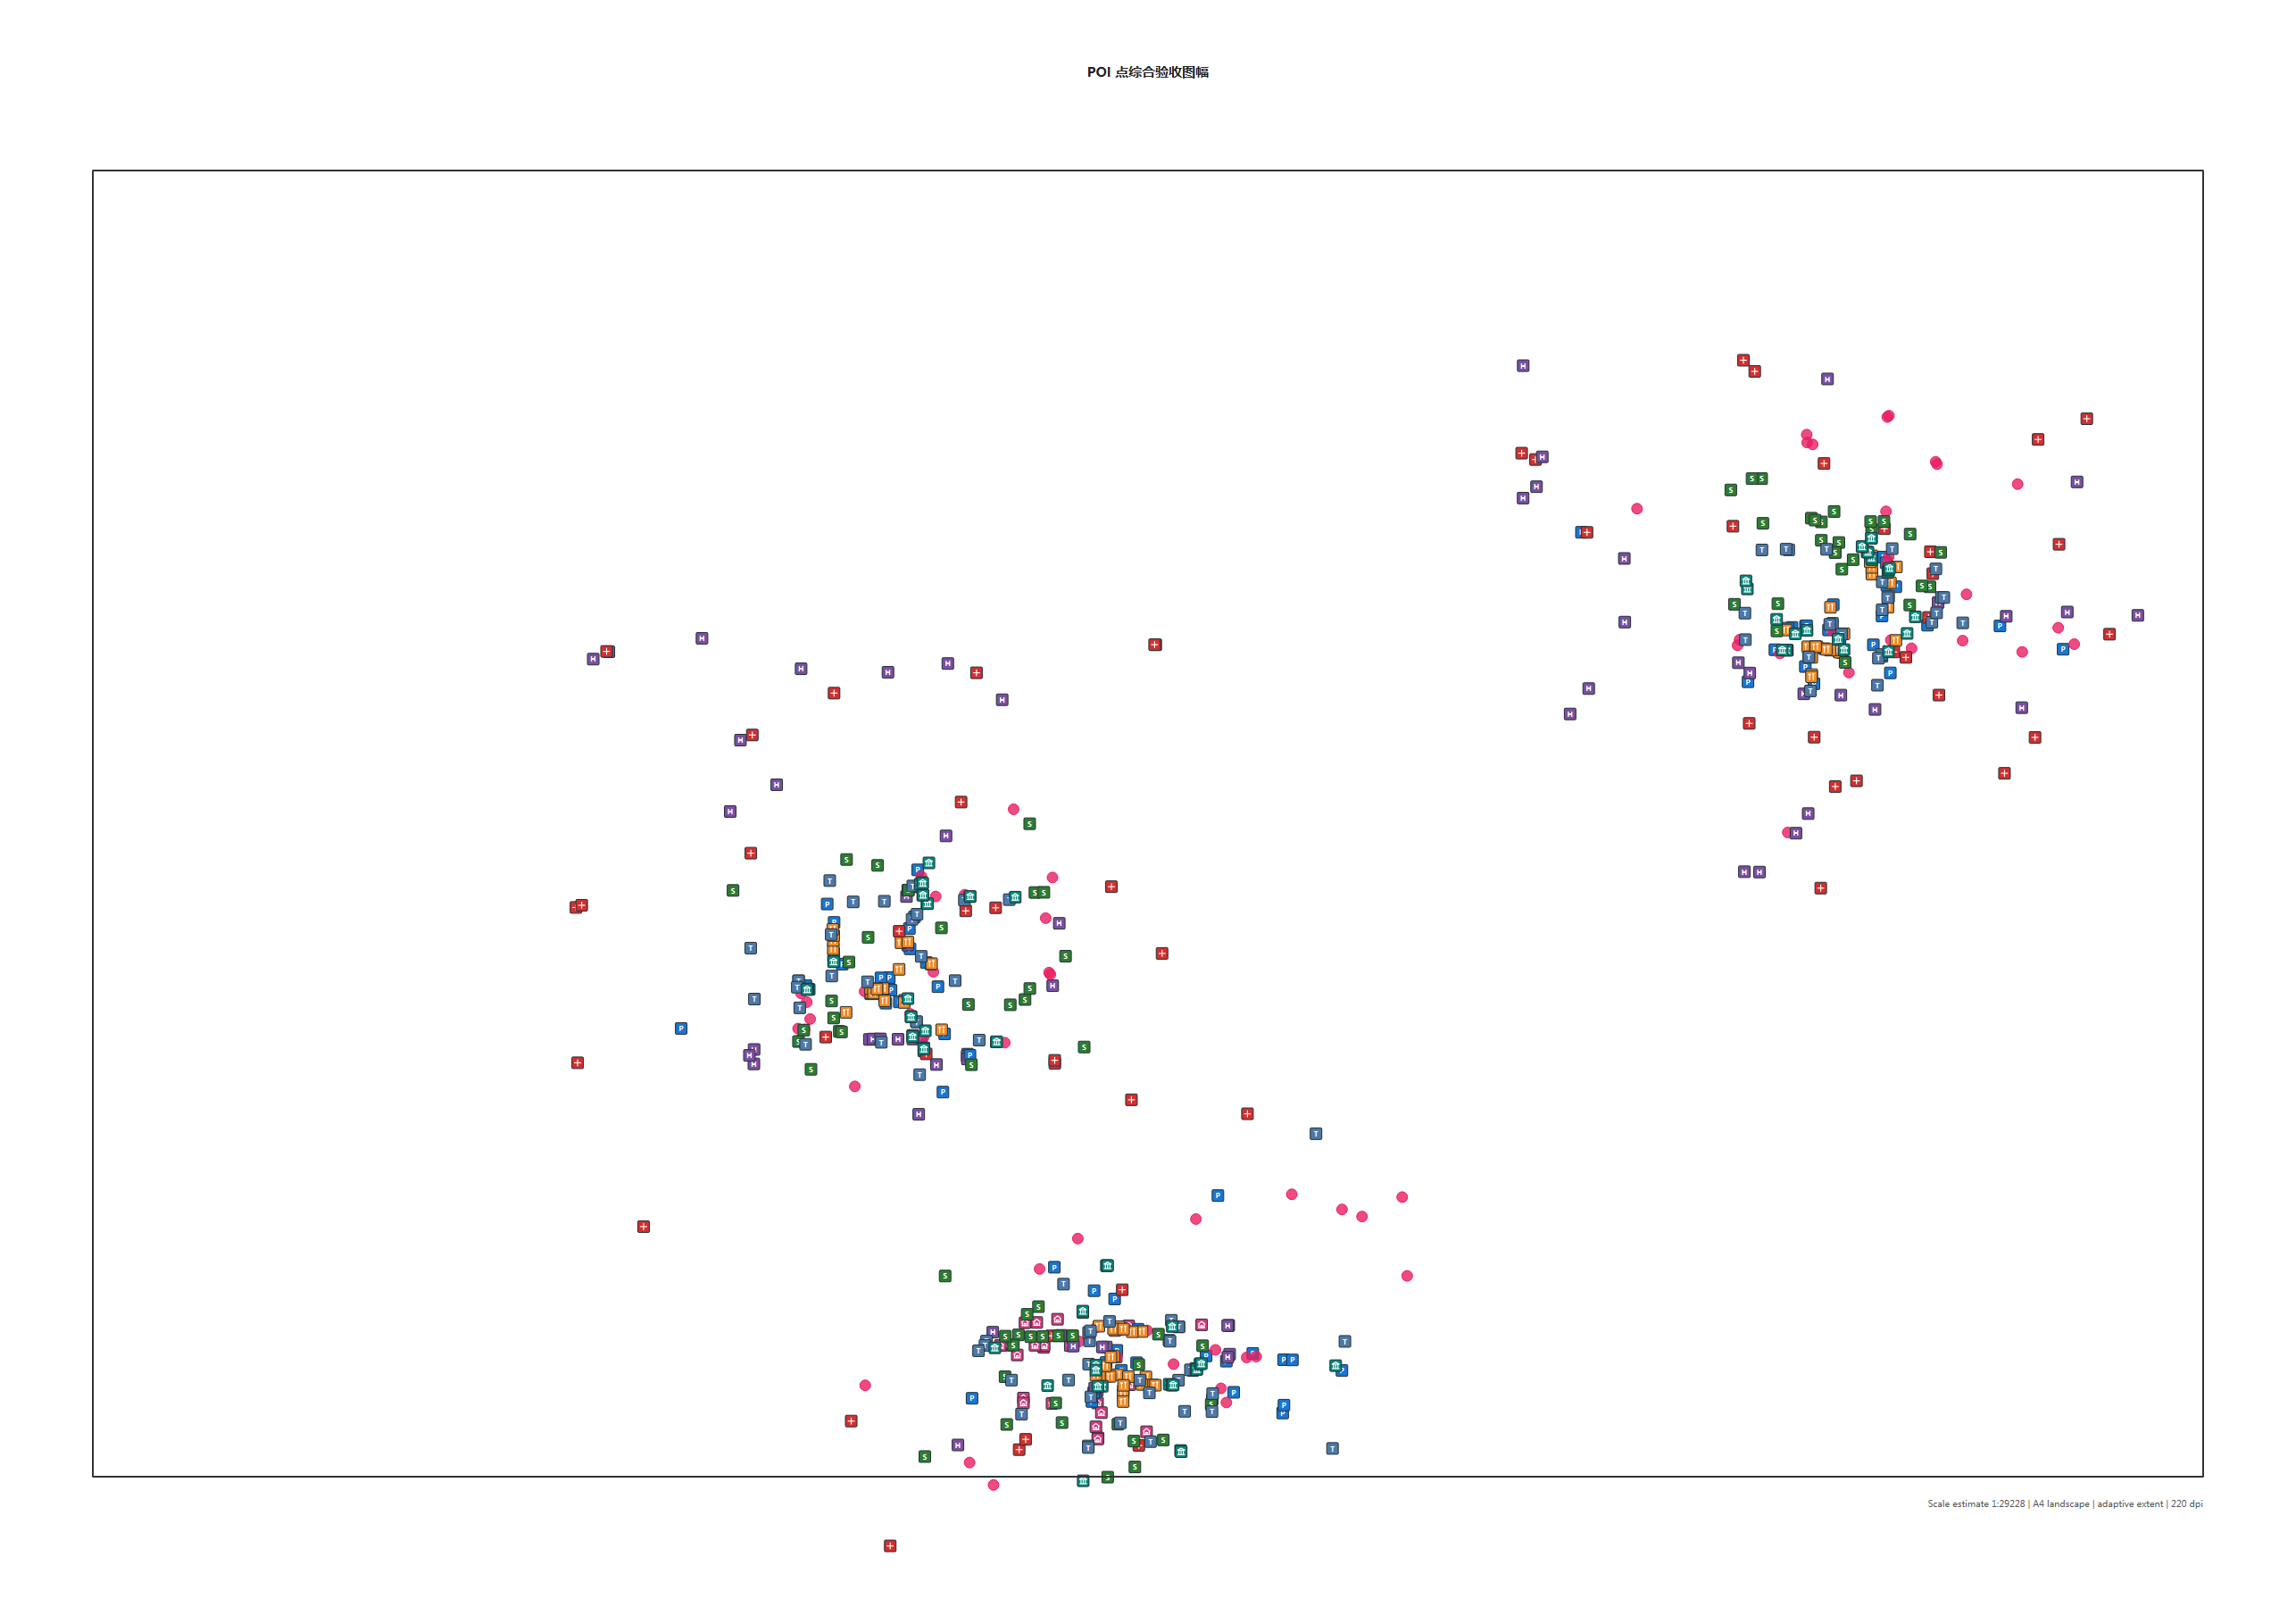 POI 点综合验收图幅
Scale estimate 1:29228 | A4 landscape | adaptive extent | 220 dpi